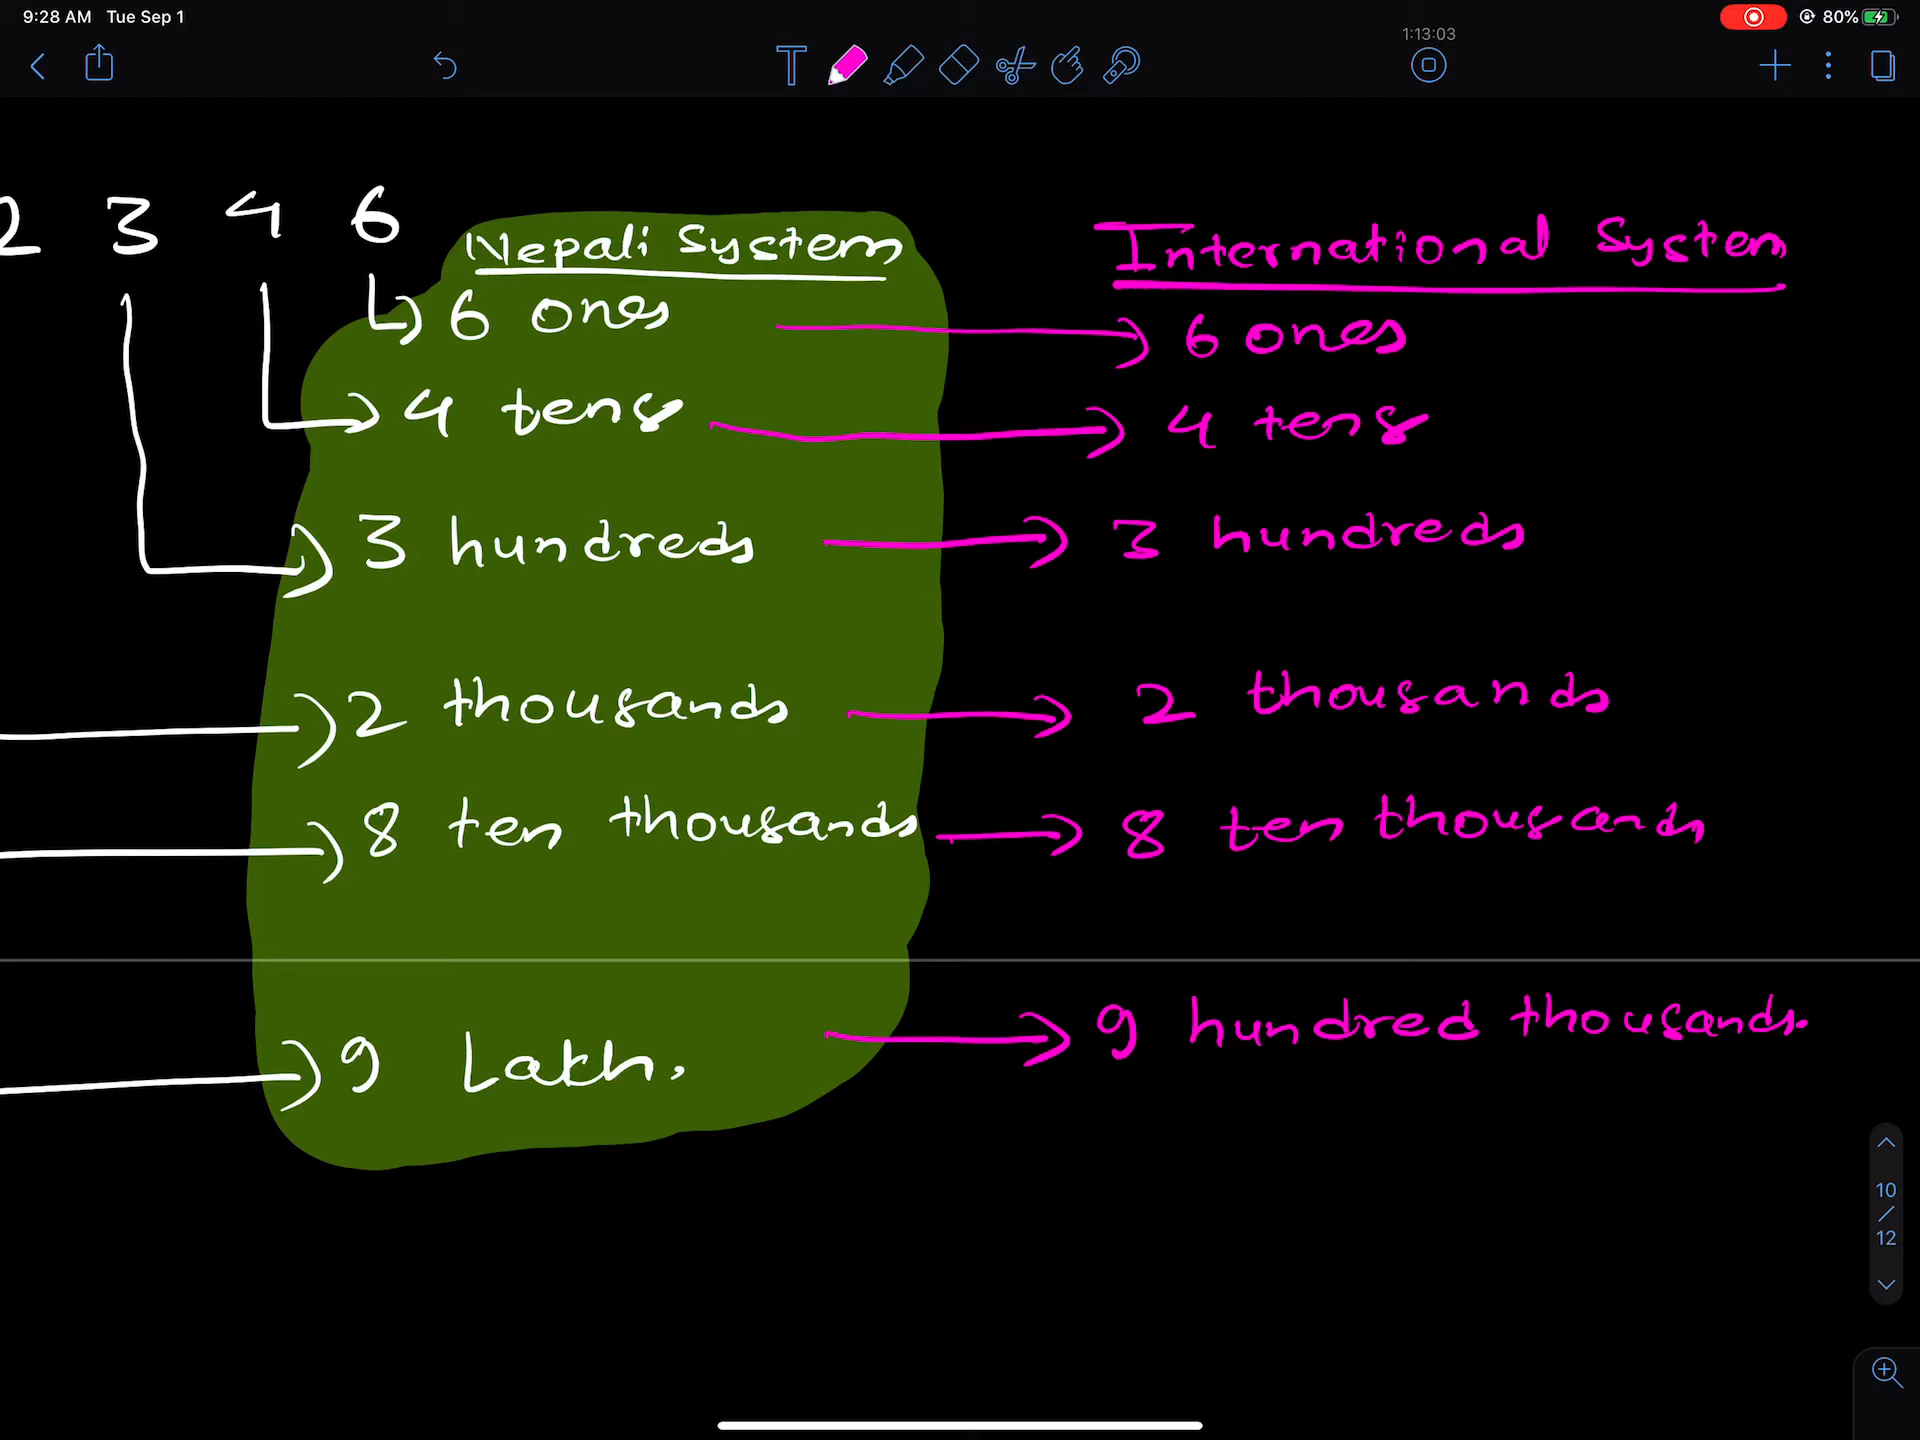 9:28 AM Tue Sep 1
80%
1:13:03
2 3 4 6
Nepali System
International System
6 ones
6 ones
4 tens
4 tens
3 hundreds
3 hundreds
2 thousands
2 thousands
8 ten thousands
8 ten thousands
9 Lakh.
9 hundred thousands.
10
/
12